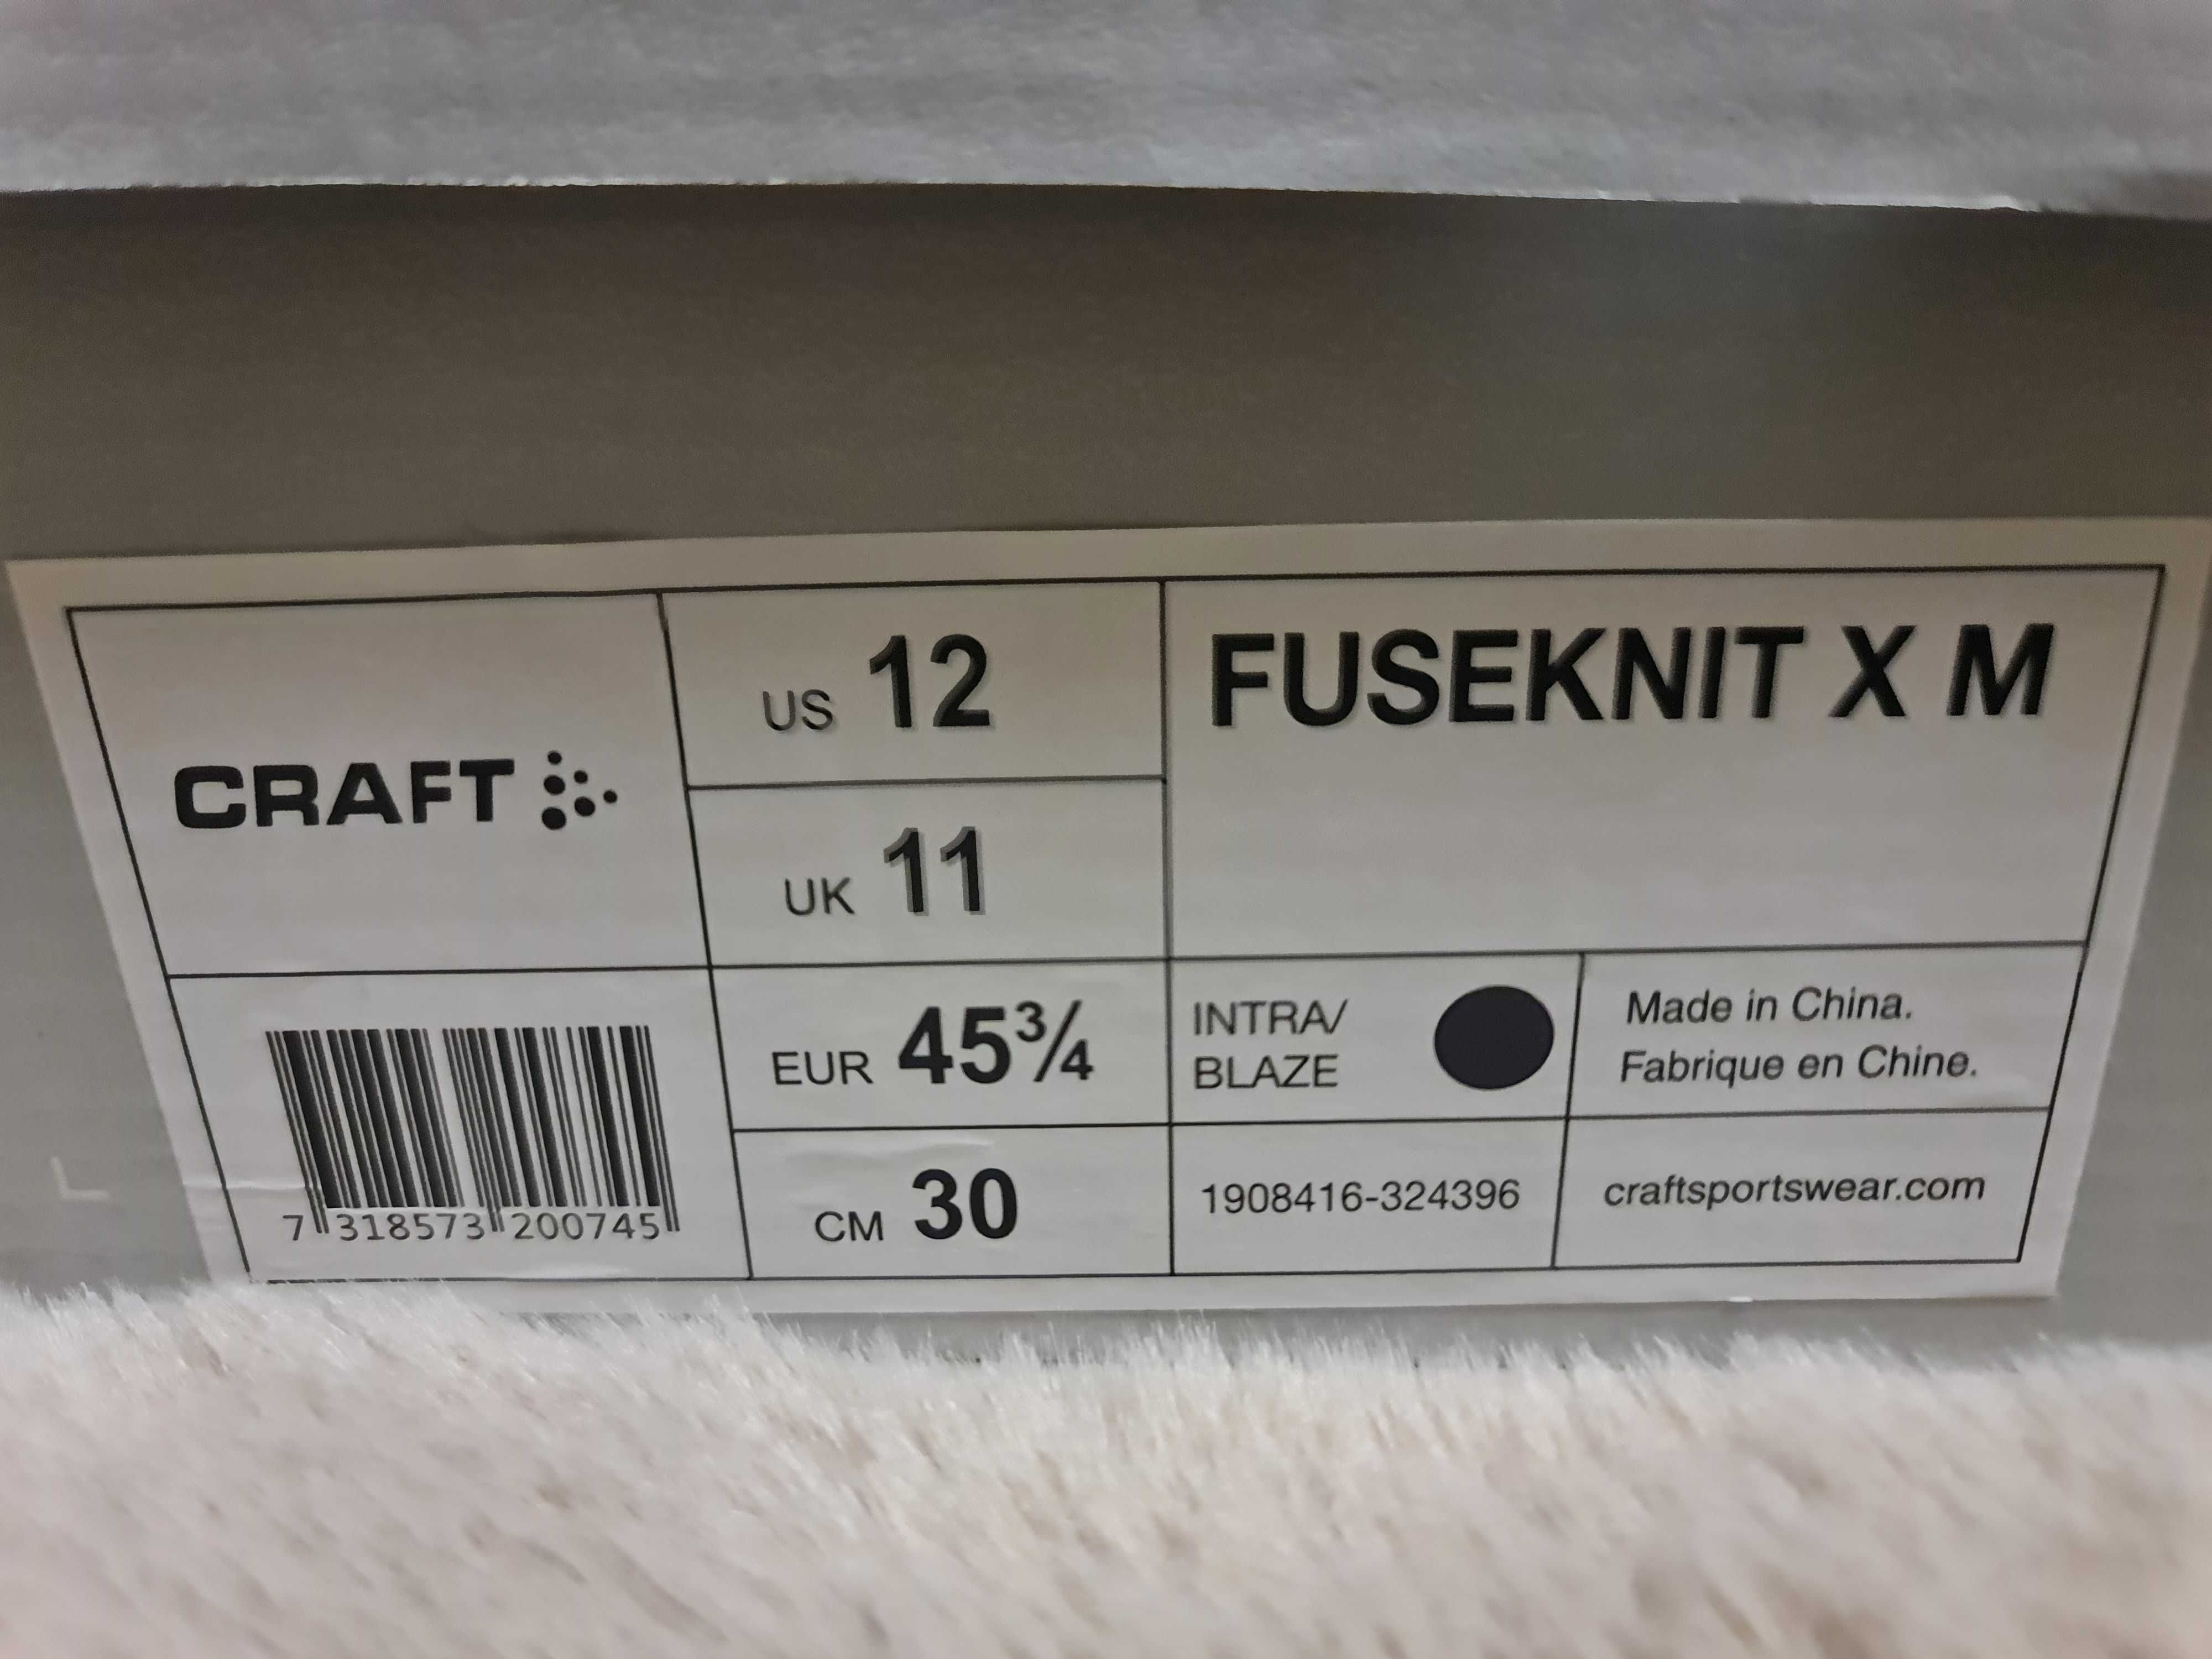 CRAFT
US 12
UK 11
FUSEKNIT X M
7 318573 200745
EUR 45¾
CM 30
INTRA/
BLAZE
Made in China.
Fabrique en Chine.
1908416-324396
craftsportswear.com